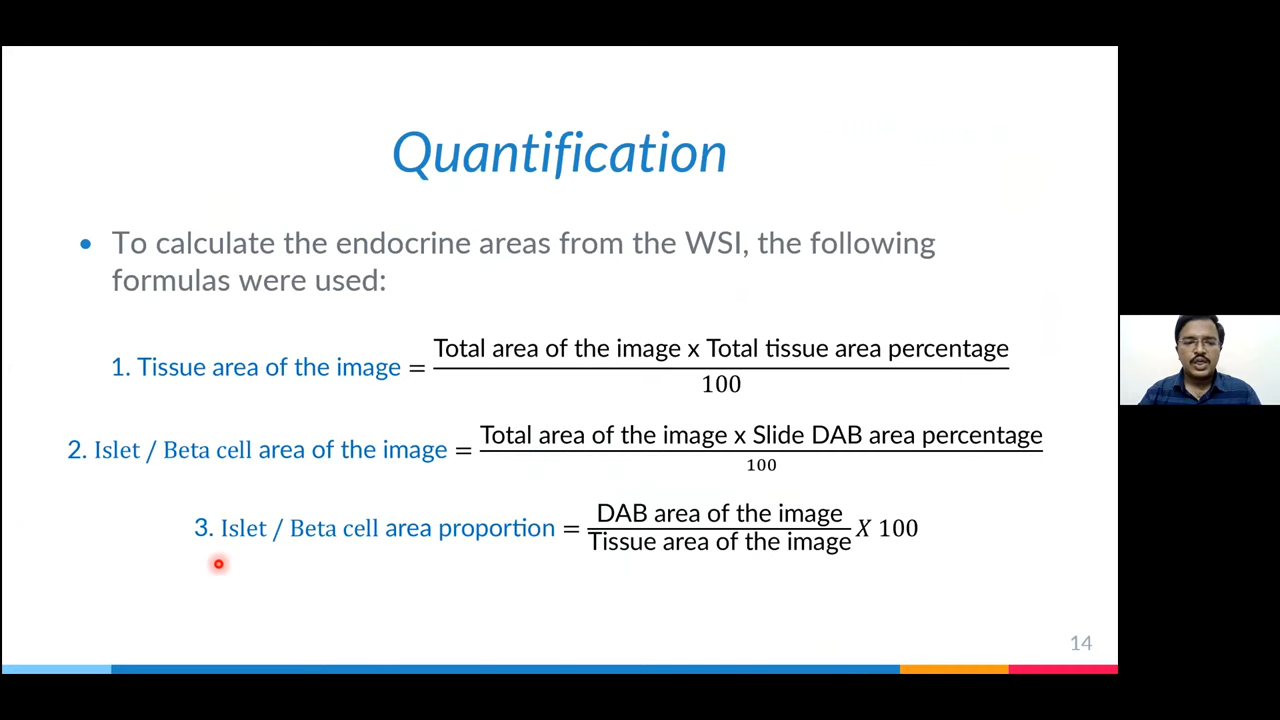 Quantification
• To calculate the endocrine areas from the WSI, the following
formulas were used:
Total area of the image x Total tissue area percentage
1. Tissue area of the image =
100
Total area of the image x Slide DAB area percentage
2. Islet / Beta cell area of the image =
100
DAB area of the image
3. Islet / Beta cell area proportion = X 100
Tissue area of the image
14